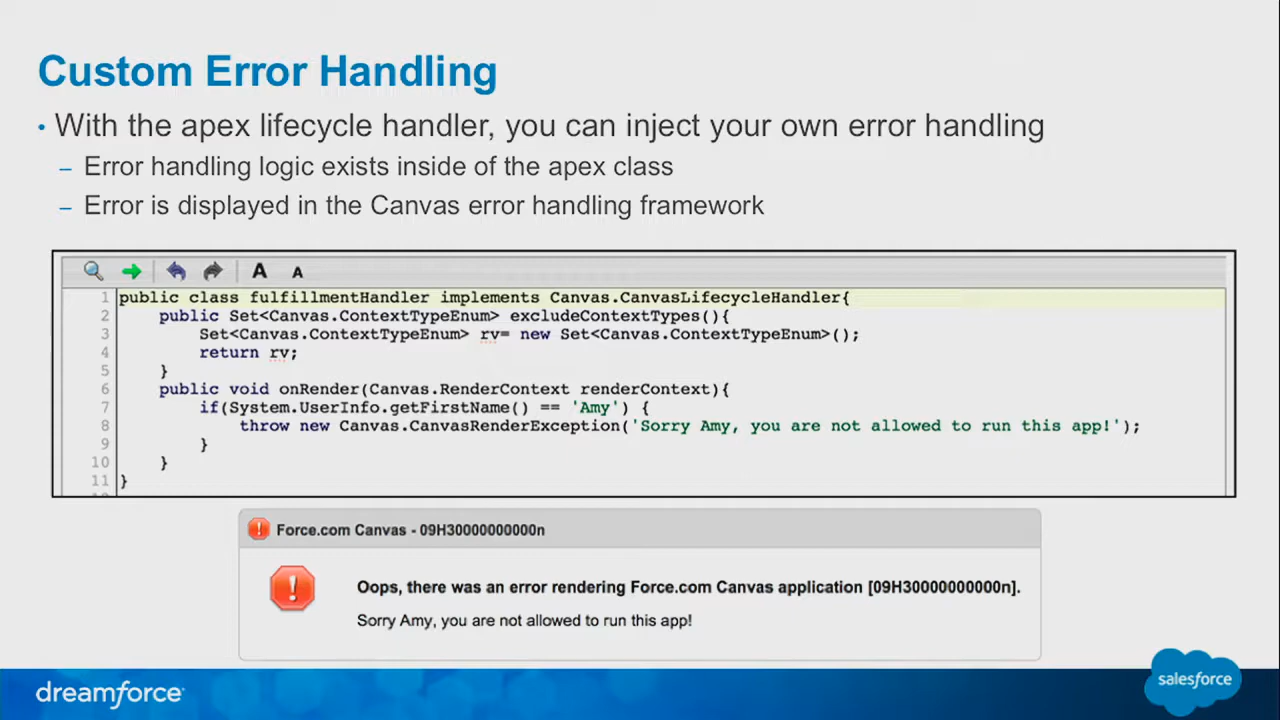 Custom Error Handling
• With the apex lifecycle handler, you can inject your own error handling
– Error handling logic exists inside of the apex class
– Error is displayed in the Canvas error handling framework
A A
1 public class fulfillmentHandler implements Canvas.CanvasLifecycleHandler{
2 public Set<Canvas.ContextTypeEnum> excludeContextTypes(){
3 Set<Canvas.ContextTypeEnum> rv= new Set<Canvas.ContextTypeEnum>();
4 return rv;
5 }
6 public void onRender(Canvas.RenderContext renderContext){
7 if(System.UserInfo.getFirstName() == 'Amy') {
8 throw new Canvas.CanvasRenderException('Sorry Amy, you are not allowed to run this app!');
9 }
10 }
11 }
Force.com Canvas - 09H30000000000n
Oops, there was an error rendering Force.com Canvas application [09H30000000000n].
Sorry Amy, you are not allowed to run this app!
dreamforce
salesforce